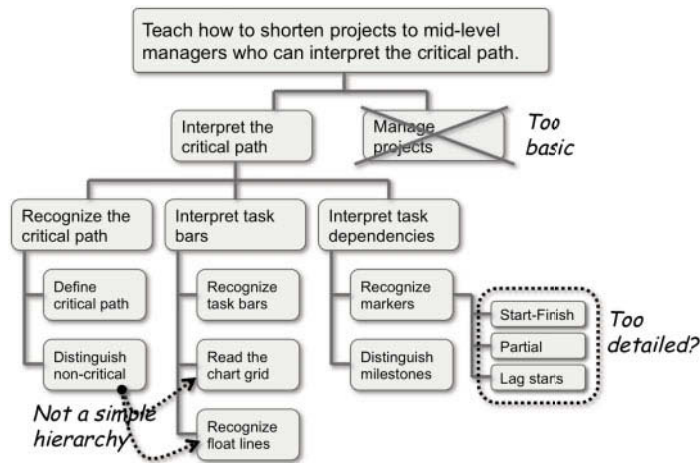 Teach how to shorten projects to mid-level
managers who can interpret the critical path.
Interpret the
critical path
Manage
projects
Too
basic
Recognize the
critical path
Interpret task
bars
Interpret task
dependencies
Define
critical path
Recognize
task bars
Recognize
markers
Start-Finish
Partial
Lag starts
Too
detailed?
Distinguish
non-critical
Read the
chart grid
Distinguish
milestones
Not a simple
hierarchy
Recognize
float lines